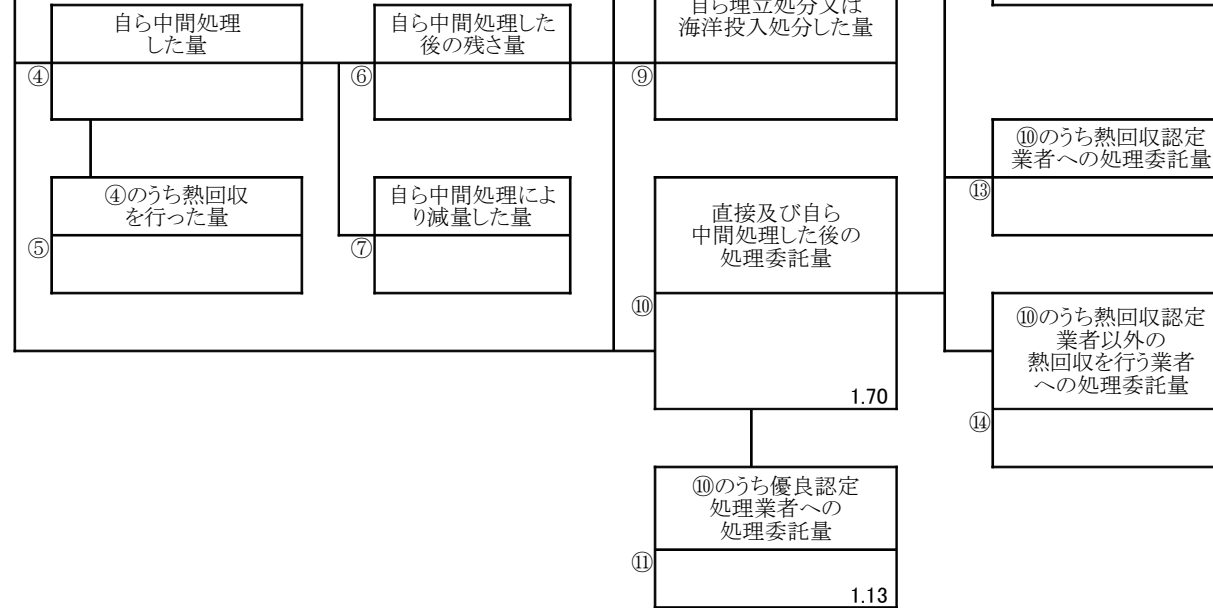 自ら中間処理
した量
④
自ら中間処理した
後の残さ量
⑥
自ら埋立処分又は
海洋投入処分した量
⑨
④のうち熱回収
を行った量
⑤
自ら中間処理によ
り減量した量
⑦
直接及び自ら
中間処理した後の
処理委託量
⑩
1.70
⑩のうち熱回収認定
業者への処理委託量
⑬
⑩のうち熱回収認定
業者以外の
熱回収を行う業者
への処理委託量
⑭
⑩のうち優良認定
処理業者への
処理委託量
⑪
1.13